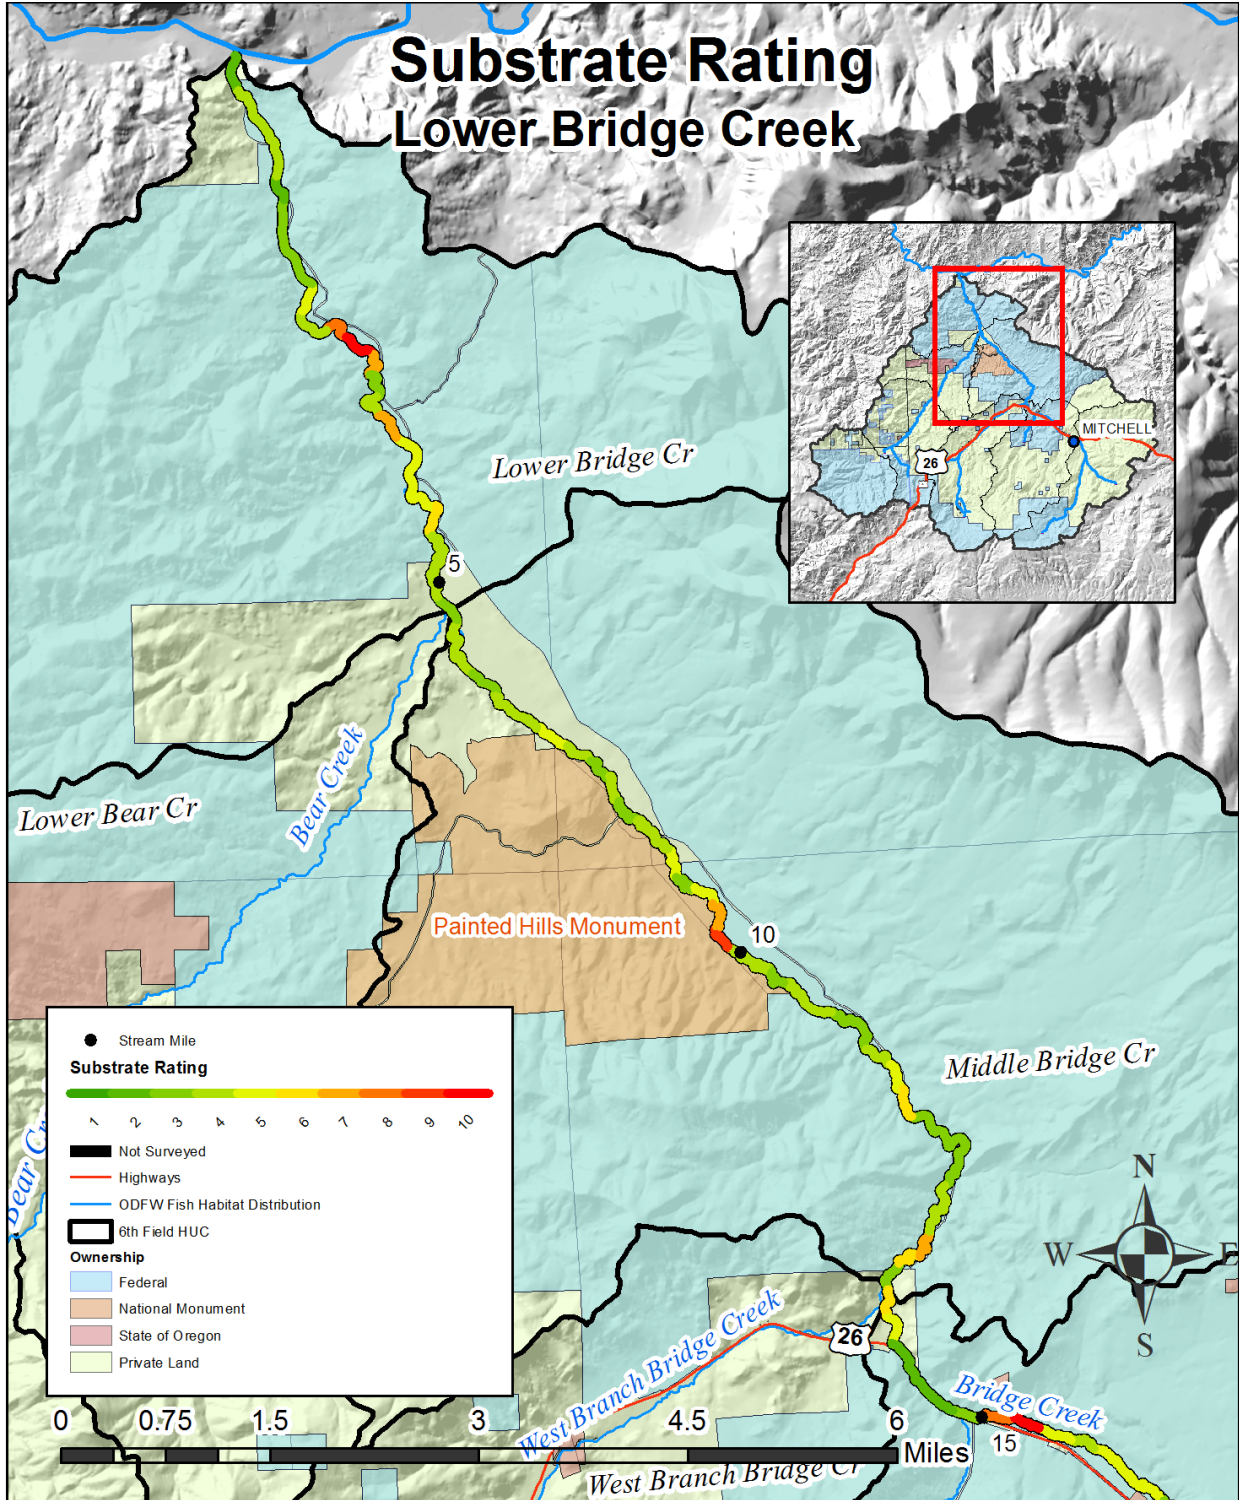 Substrate Rating
Lower Bridge Creek
MITCHELL
26
Lower Bridge Cr
5
Bear Creek
Lower Bear Cr
Painted Hills Monument
10
Middle Bridge Cr
Stream Mile
Substrate Rating
1 2 3 4 5 6 7 8 9 10
Not Surveyed
Highways
ODFW Fish Habitat Distribution
6th Field HUC
Ownership
Federal
National Monument
State of Oregon
Private Land
Bear Cr
N
W E
S
West Branch Bridge Creek
26
Bridge Creek
15
0 0.75 1.5 3 4.5 6 Miles
West Branch Bridge Cr